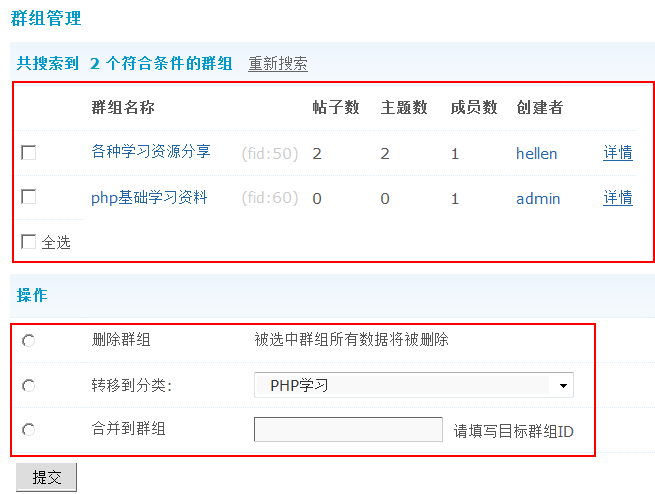 群组管理
共搜索到 2 个符合条件的群组 重新搜索
群组名称 帖子数 主题数 成员数 创建者
各种学习资源分享 (fid:50) 2 2 1 hellen 详情
php基础学习资料 (fid:60) 0 0 1 admin 详情
全选
操作
删除群组 被选中群组所有数据将被删除
转移到分类: PHP学习
合并到群组 请填写目标群组ID
提交